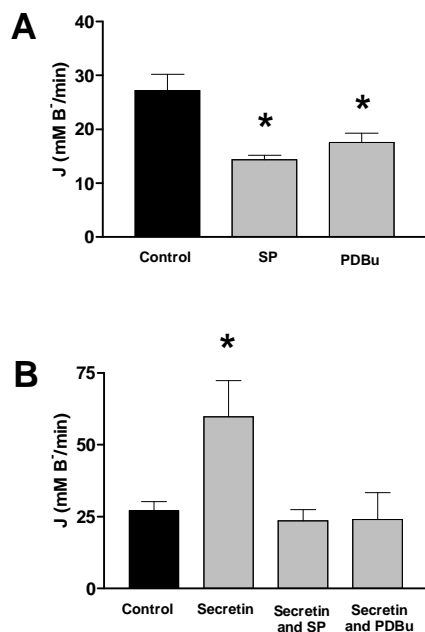 A
J (mM B⁻/min)
40
30
20
10
0
*
*
Control
SP
PDBu
B
J (mM B⁻/min)
75
50
25
0
*
Control
Secretin
Secretin
and SP
Secretin
and PDBu